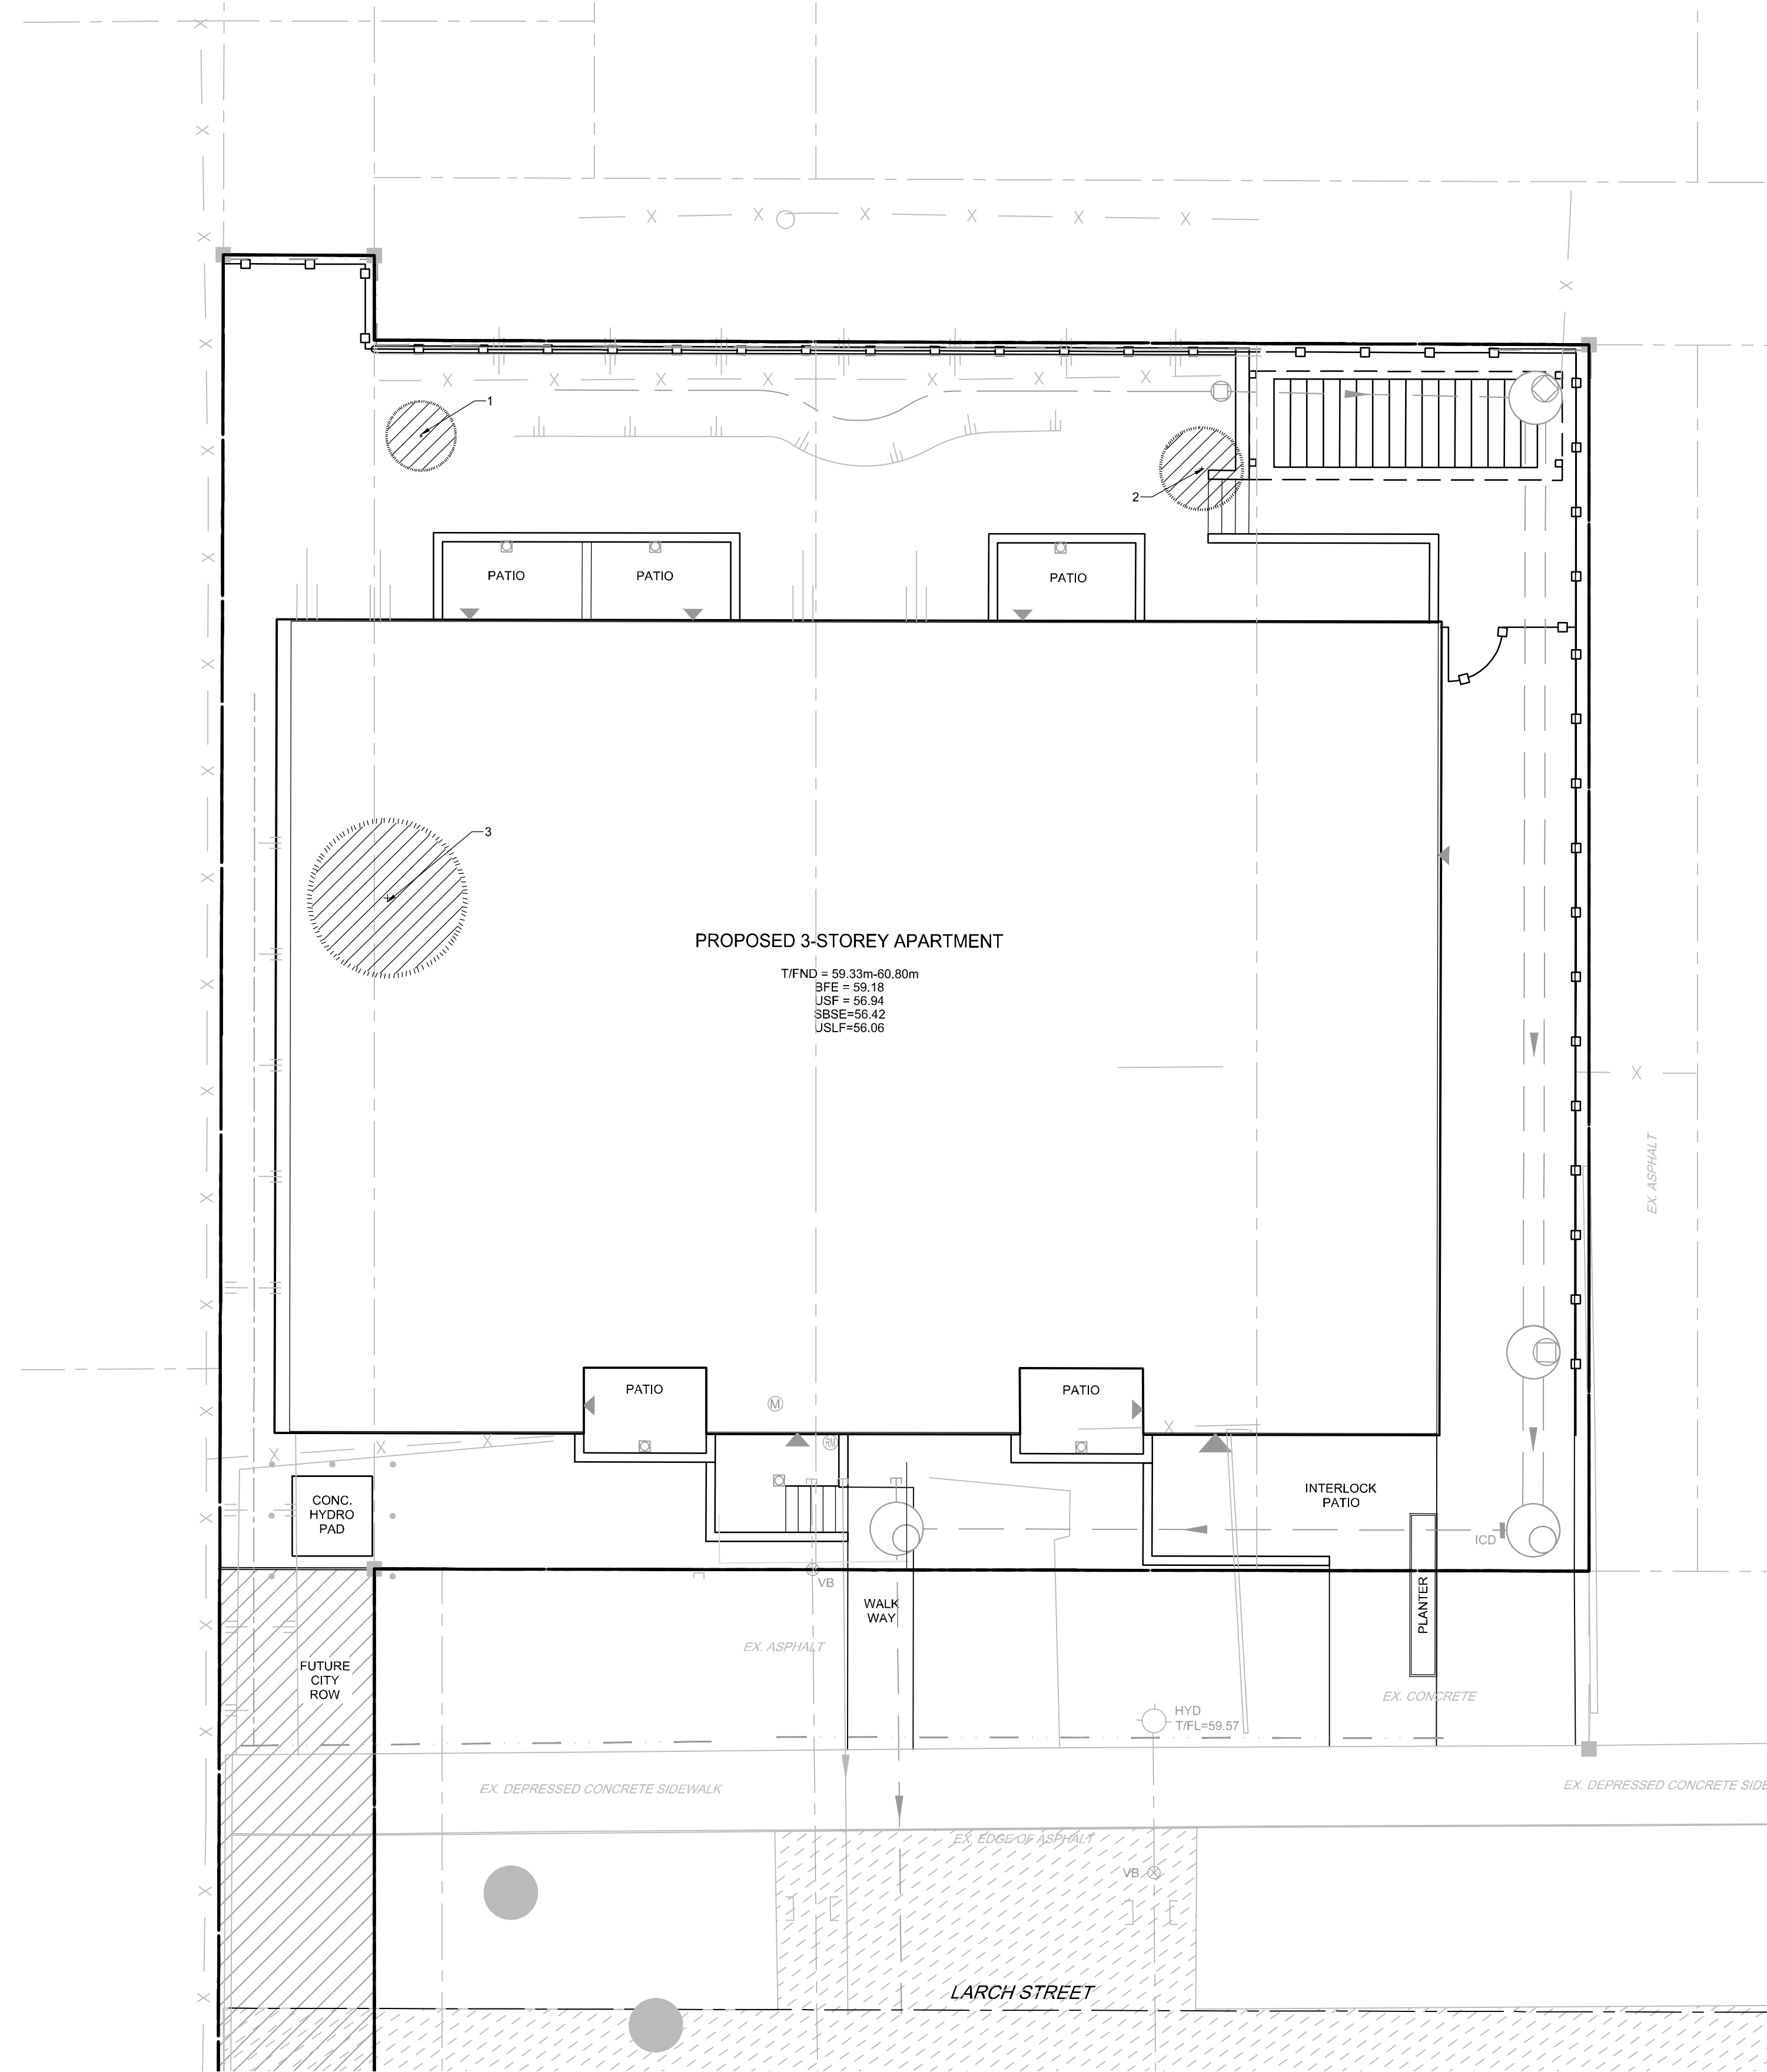 1
2
PATIO
PATIO
PATIO
3
PROPOSED 3-STOREY APARTMENT
T/FND = 59.33m-60.80m
BFE = 59.18
USF = 56.94
SBSE=56.42
USLF=56.06
EX. ASPHALT
PATIO
PATIO
M
RM
CONC.
HYDRO
PAD
INTERLOCK
PATIO
ICD
VB
WALK
WAY
PLANTER
EX. ASPHALT
FUTURE
CITY
ROW
EX. CONCRETE
HYD
T/FL=59.57
EX. DEPRESSED CONCRETE SIDEWALK
EX. DEPRESSED CONCRETE SIDE
EX. EDGE OF ASPHALT
VB
LARCH STREET